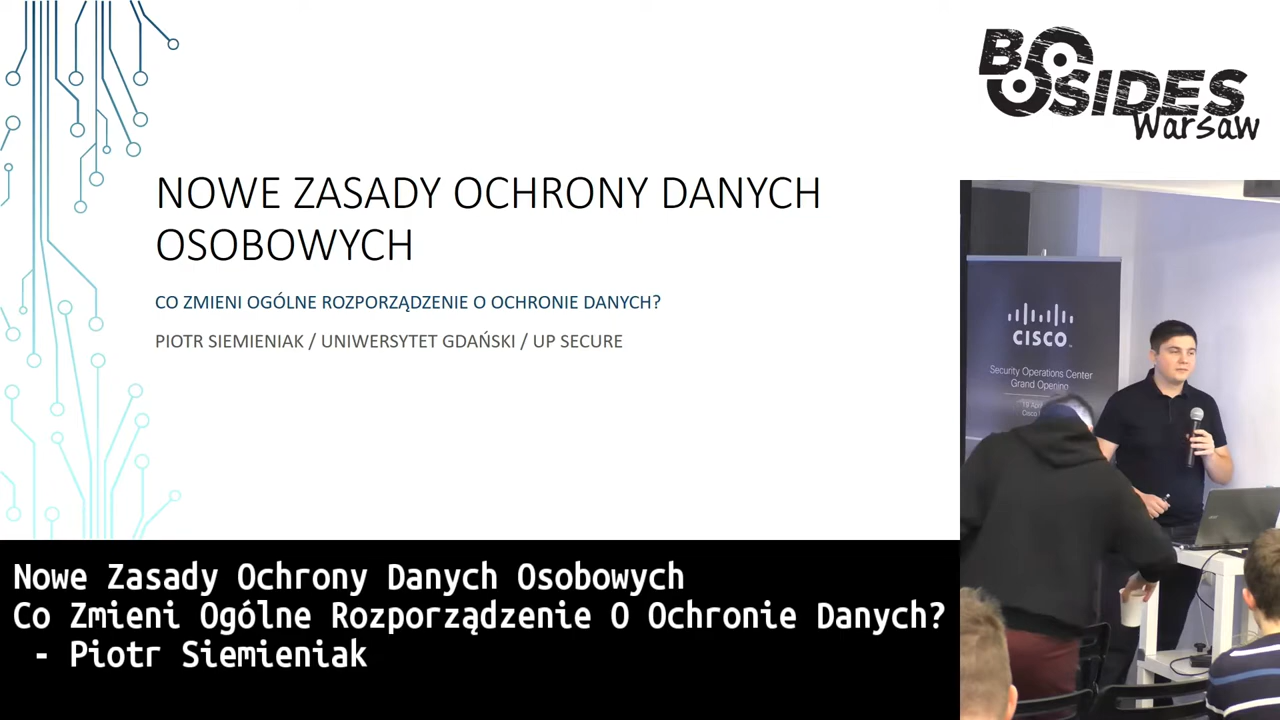 NOWE ZASADY OCHRONY DANYCH
OSOBOWYCH
CO ZMIENI OGÓLNE ROZPORZĄDZENIE O OCHRONIE DANYCH?
PIOTR SIEMIENIAK / UNIWERSYTET GDAŃSKI / UP SECURE
BSIDES
Warsaw
CISCO
Security Operations Center
Grand Opening
Nowe Zasady Ochrony Danych Osobowych
Co Zmieni Ogólne Rozporządzenie O Ochronie Danych?
- Piotr Siemieniak